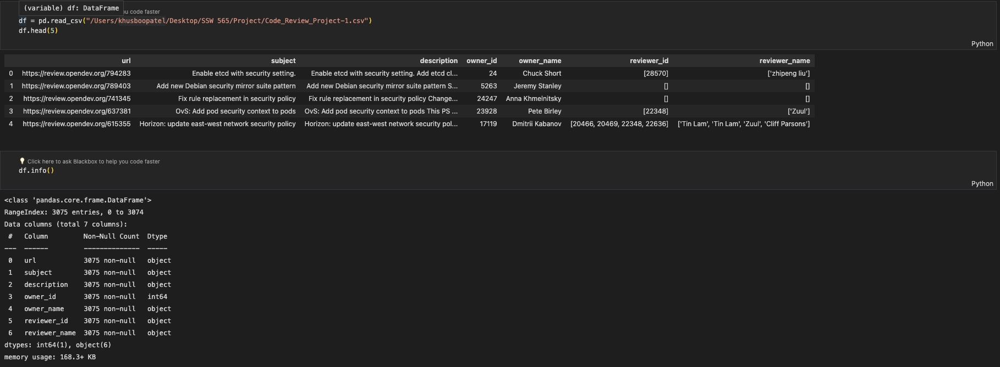 (variable) df: DataFrame
ou code faster
df = pd.read_csv("/Users/khusboopatel/Desktop/SSW 565/Project/Code_Review_Project-1.csv")
df.head(5)
Python
url subject description owner_id owner_name reviewer_id reviewer_name
0 https://review.opendev.org/794283 Enable etcd with security setting. Enable etcd with security setting. Add etcd cl... 24 Chuck Short [28570] ['zhipeng liu']
1 https://review.opendev.org/789403 Add new Debian security mirror suite pattern Add new Debian security mirror suite pattern S... 5263 Jeremy Stanley [] []
2 https://review.opendev.org/741345 Fix rule replacement in security policy Fix rule replacement in security policy Change... 24247 Anna Khmelnitsky [] []
3 https://review.opendev.org/637381 OvS: Add pod security context to pods OvS: Add pod security context to pods This PS ... 23928 Pete Birley [22348] ['Zuul']
4 https://review.opendev.org/615355 Horizon: update east-west network security policy Horizon: update east-west network security pol... 17119 Dmitrii Kabanov [20466, 20469, 22348, 22636] ['Tin Lam', 'Tin Lam', 'Zuul', 'Cliff Parsons']
Click here to ask Blackbox to help you code faster
df.info()
Python
<class 'pandas.core.frame.DataFrame'>
RangeIndex: 3075 entries, 0 to 3074
Data columns (total 7 columns):
# Column Non-Null Count Dtype
--- ------ -------------- -----
0 url 3075 non-null object
1 subject 3075 non-null object
2 description 3075 non-null object
3 owner_id 3075 non-null int64
4 owner_name 3075 non-null object
5 reviewer_id 3075 non-null object
6 reviewer_name 3075 non-null object
dtypes: int64(1), object(6)
memory usage: 168.3+ KB